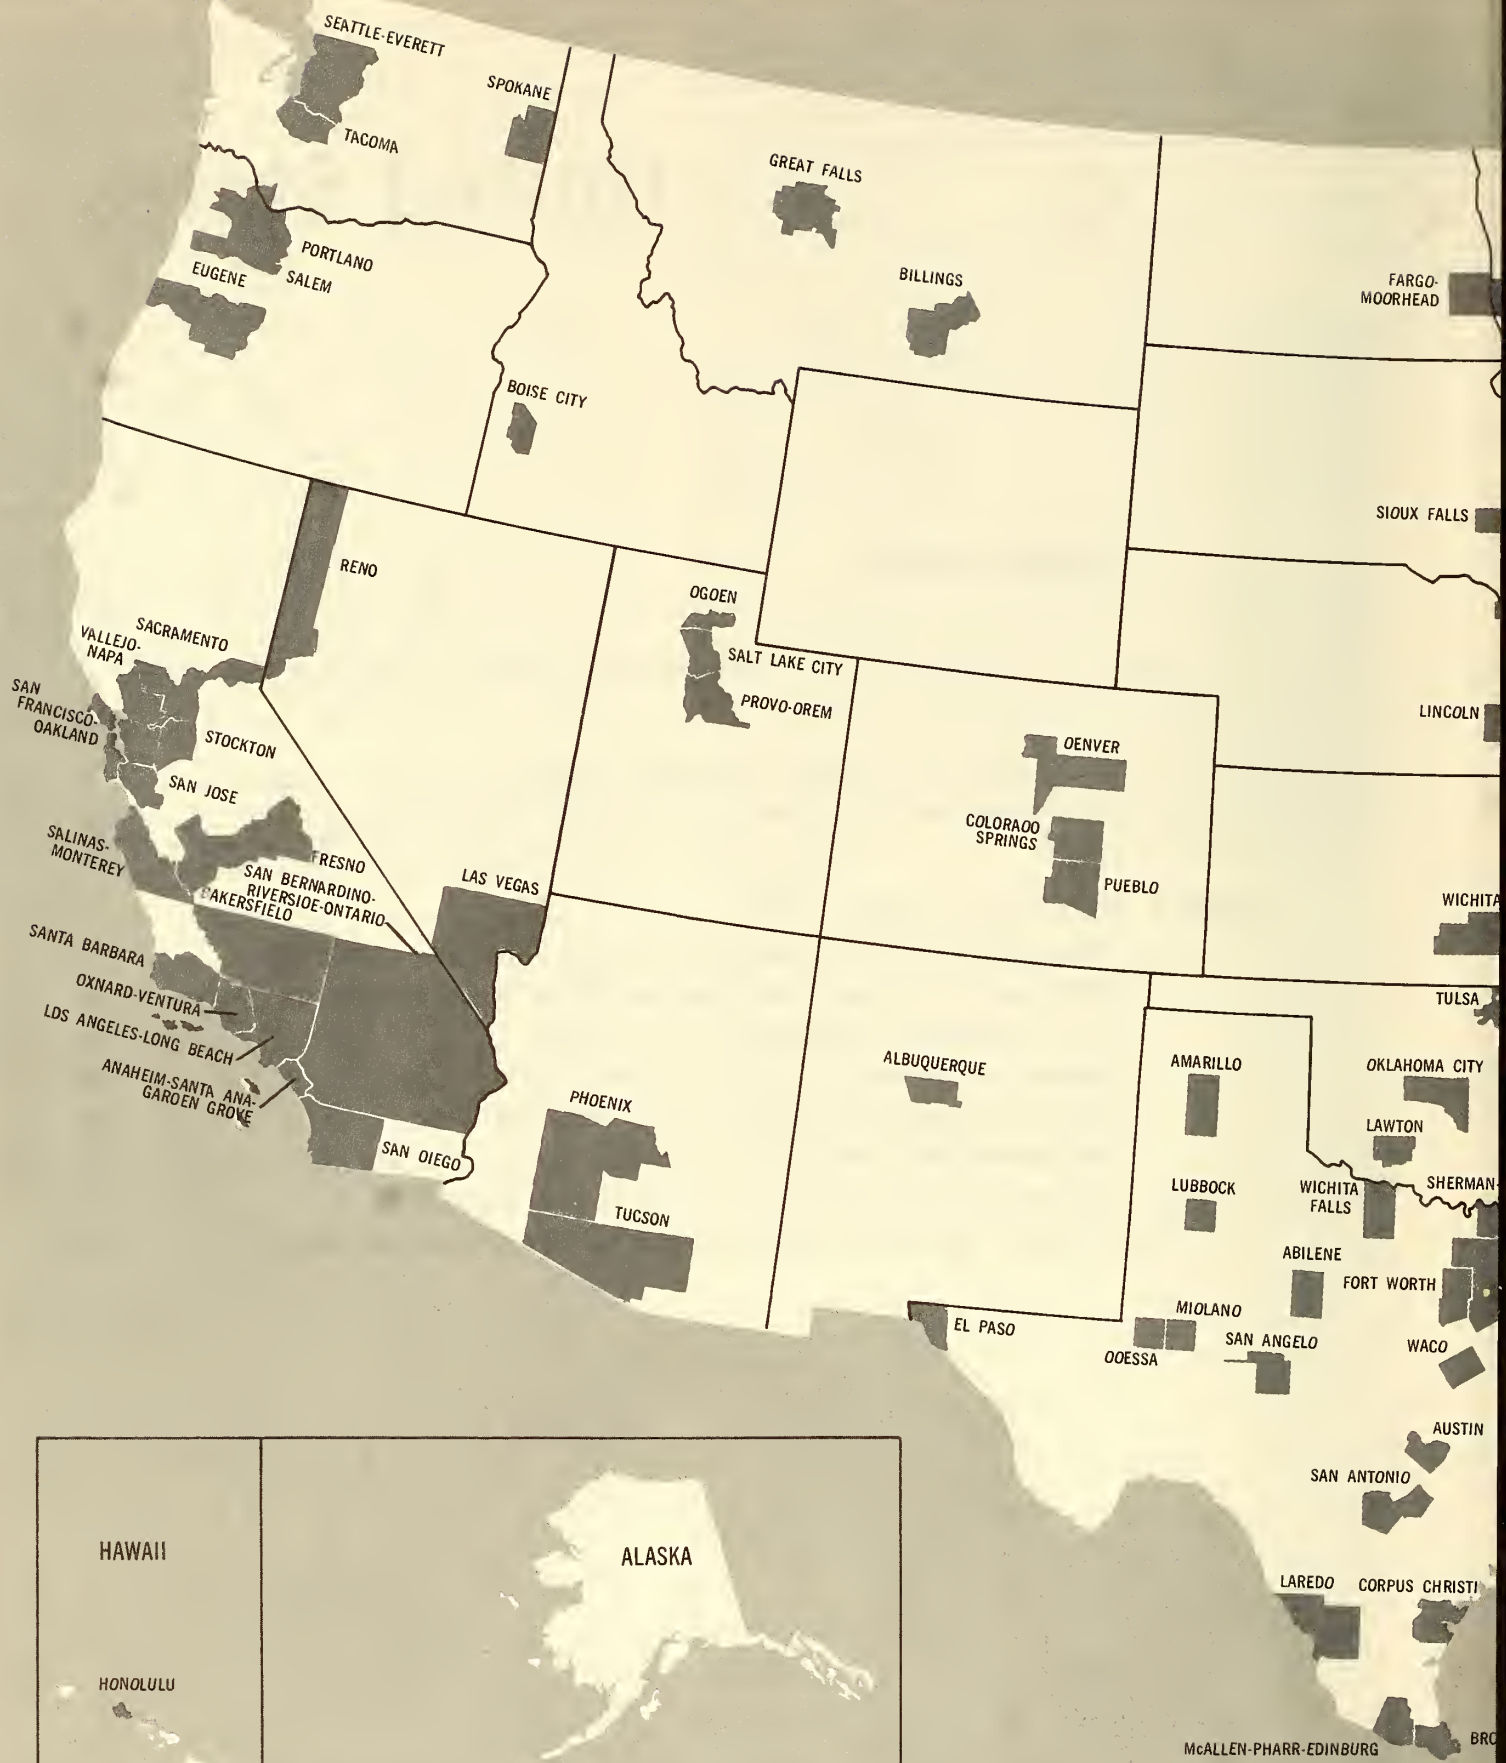 SEATTLE-EVERETT
SPOKANE
TACOMA
GREAT FALLS
PORTLANO
SALEM
EUGENE
BILLINGS
FARGO-
MOORHEAD
BOISE CITY
SIOUX FALLS
RENO
OGOEN
SACRAMENTO
VALLEJO-
NAPA
SALT LAKE CITY
SAN
FRANCISCO-
OAKLAND
PROVO-OREM
LINCOLN
STOCKTON
OENVER
SAN JOSE
COLORAOO
SPRINGS
SALINAS-
MONTEREY
FRESNO
SAN BERNARDINO-
RIVERSIOE-ONTARIO
BAKERSFIELO
LAS VEGAS
PUEBLO
WICHITA
SANTA BARBARA
OXNARD-VENTURA
LOS ANGELES-LONG BEACH
ANAHEIM-SANTA ANA-
GAROEN GROVE
TULSA
ALBUQUERQUE
AMARILLO
OKLAHOMA CITY
PHOENIX
LAWTON
SAN OIEGO
LUBBOCK
WICHITA
FALLS
SHERMAN-
TUCSON
ABILENE
FORT WORTH
MIOLANO
EL PASO
OOESSA
SAN ANGELO
WACO
AUSTIN
SAN ANTONIO
HAWAII
ALASKA
LAREDO
CORPUS CHRISTI
HONOLULU
McALLEN-PHARR-EDINBURG
BRO